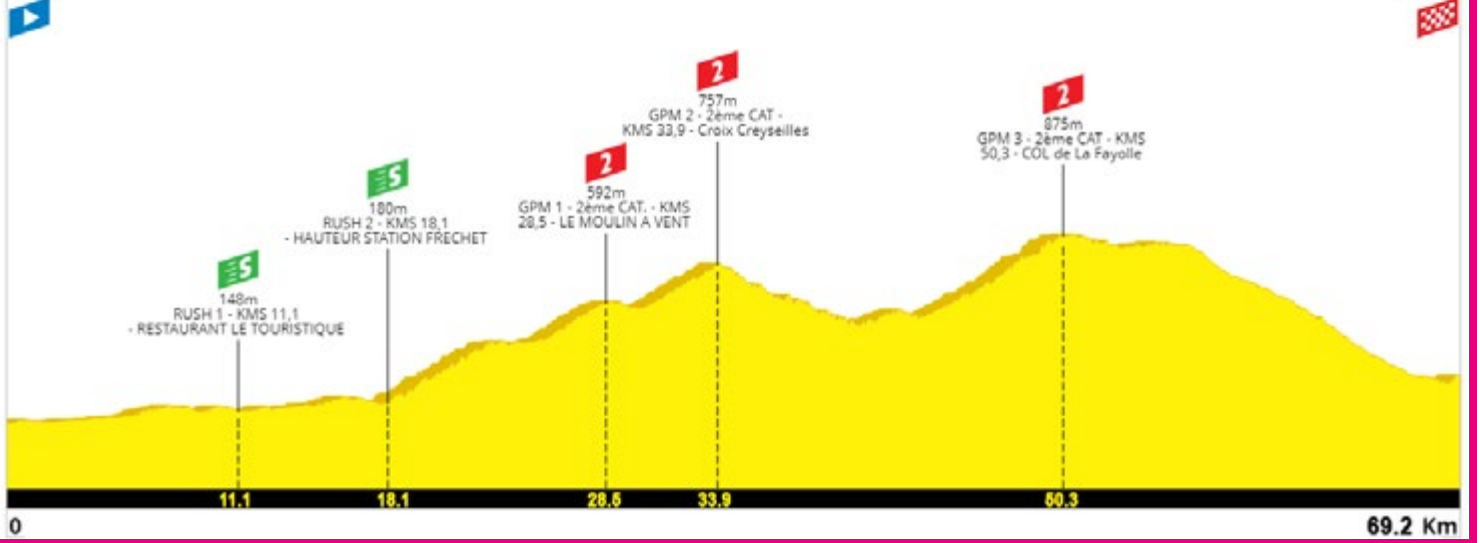 2
757m
GPM 2 - 2ème CAT -
KMS 33,9 - Croix Creyseilles
2
875m
GPM 3 - 2ème CAT - KMS
50,3 - COL de La Fayolle
2
592m
GPM 1 - 2ème CAT. - KMS
28,5 - LE MOULIN A VENT
S
180m
RUSH 2 - KMS 18,1
- HAUTEUR STATION FRECHET
S
148m
RUSH 1 - KMS 11,1
- RESTAURANT LE TOURISTIQUE
11.1 18.1 28.5 33.9 50.3
0 69.2 Km